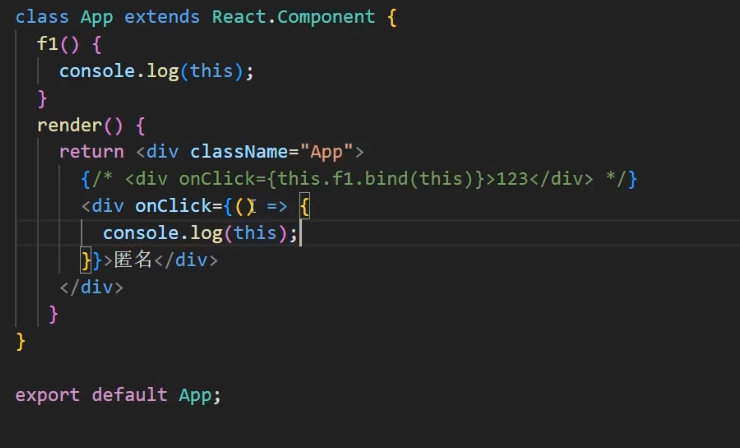 class App extends React.Component {
f1() {
console.log(this);
}
render() {
return <div className="App">
{/* <div onClick={this.f1.bind(this)}>123</div> */}
<div onClick={() => {
console.log(this);
}}>匿名</div>
</div>
}
}
export default App;